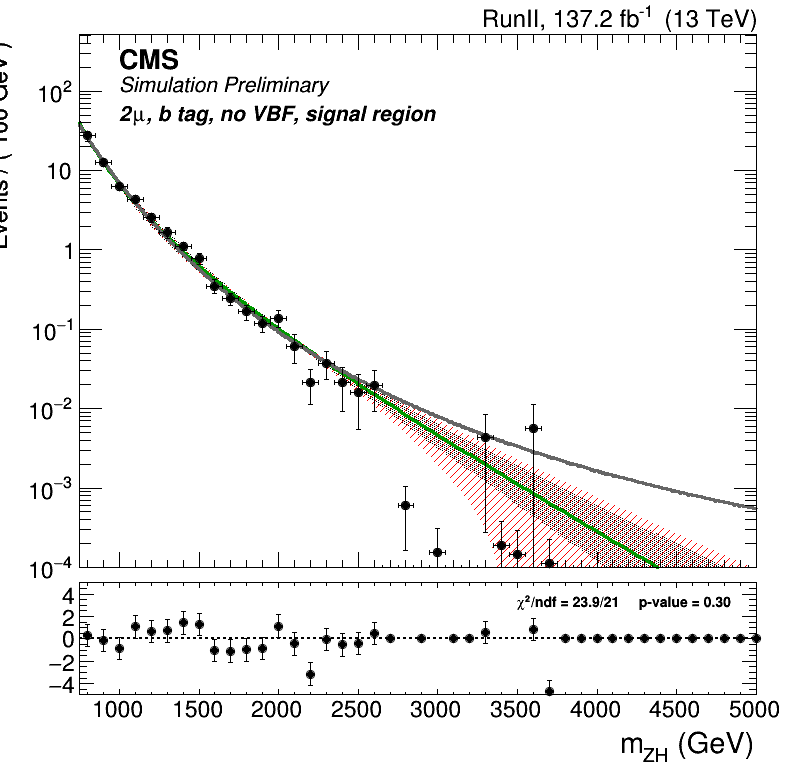 RunII, 137.2 fb⁻¹ (13 TeV)
CMS
Simulation Preliminary
2μ, b tag, no VBF, signal region
10²
10
1
10⁻¹
10⁻²
10⁻³
10⁻⁴
χ²/ndf = 23.9/21 p-value = 0.30
4
2
0
−2
−4
1000 1500 2000 2500 3000 3500 4000 4500 5000
m_ZH (GeV)